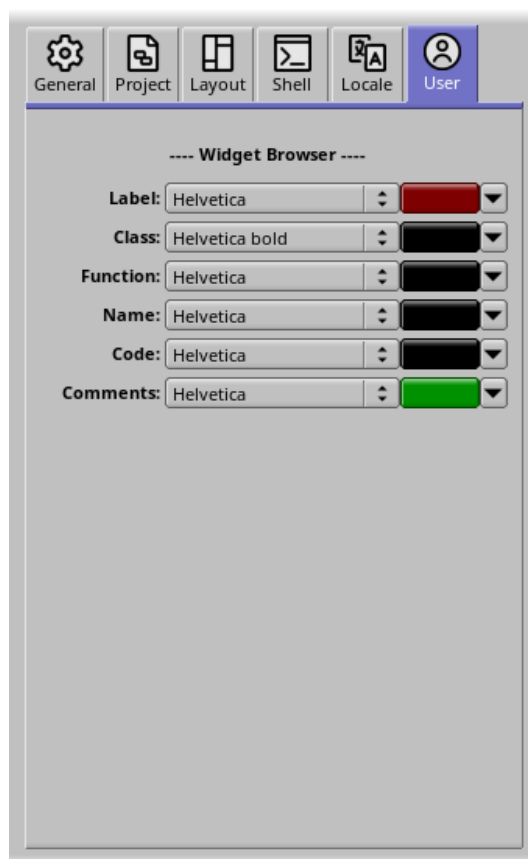 General Project Layout Shell Locale User
---- Widget Browser ----
Label: Helvetica
Class: Helvetica bold
Function: Helvetica
Name: Helvetica
Code: Helvetica
Comments: Helvetica